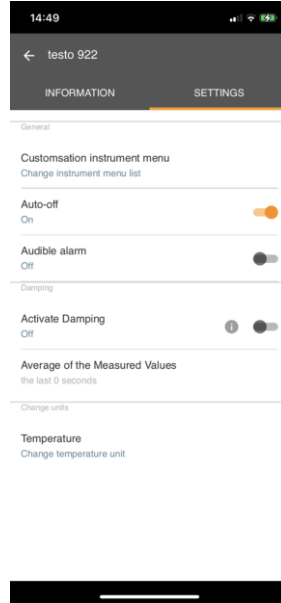 14:49
testo 922
INFORMATION SETTINGS
General
Customsation instrument menu
Change instrument menu list
Auto-off
On
Audible alarm
Off
Damping
Activate Damping
Off
Average of the Measured Values
the last 0 seconds
Change units
Temperature
Change temperature unit